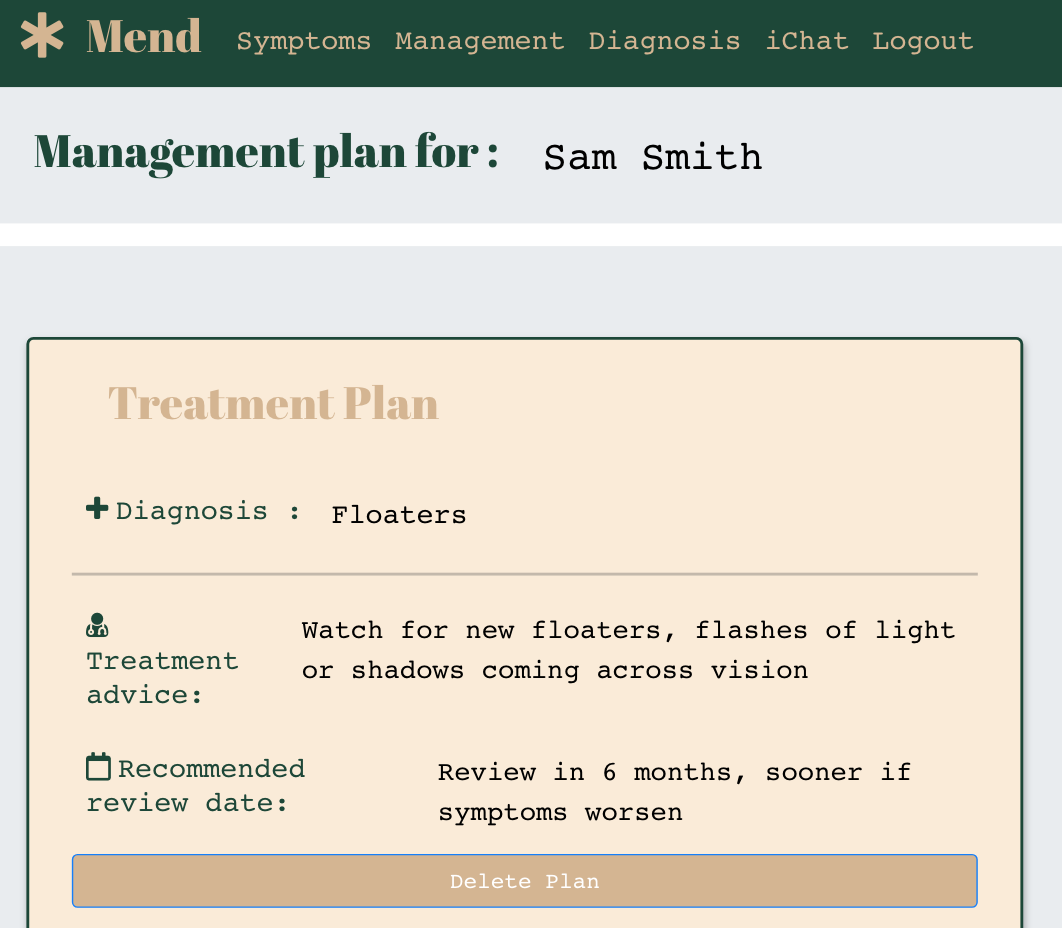 Mend Symptoms Management Diagnosis iChat Logout
Management plan for : Sam Smith
Treatment Plan
Diagnosis : Floaters
Treatment advice:
Watch for new floaters, flashes of light
or shadows coming across vision
Recommended
review date:
Review in 6 months, sooner if
symptoms worsen
Delete Plan